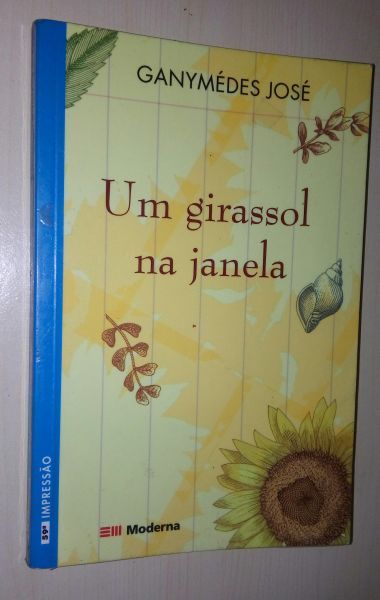 GANYMÉDES JOSÉ
Um girassol
na janela
Moderna
59ª IMPRESSÃO